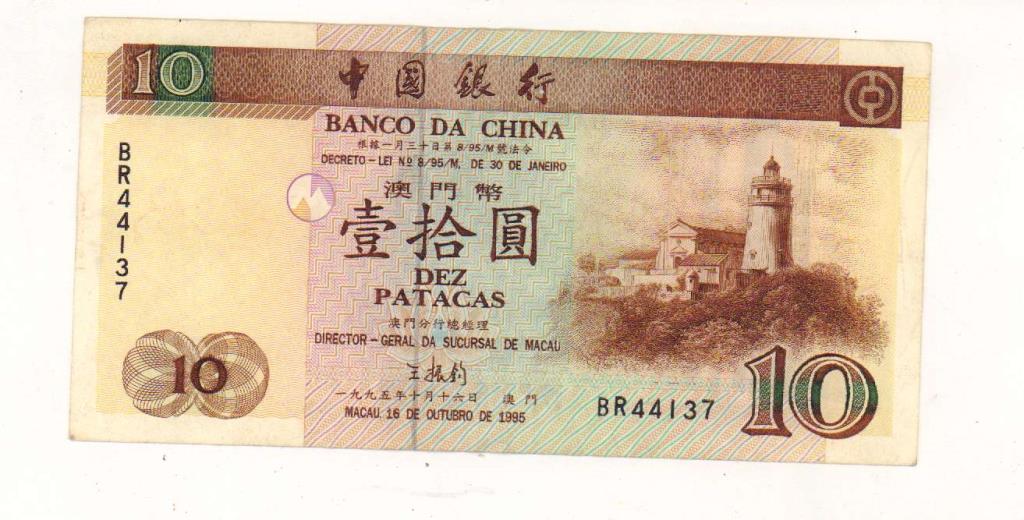 10
中國銀行
BANCO DA CHINA
根據一月三十日第8/95/M號法令
DECRETO-LEI Nº 8/95/M, DE 30 DE JANEIRO
澳門幣
壹拾圓
DEZ
PATACAS
澳門分行總經理
DIRECTOR-GERAL DA SUCURSAL DE MACAU
王振鈞
一九九五年十月十六日 澳門
MACAU, 16 DE OUTUBRO DE 1995
BR44137
10
BR44137
10